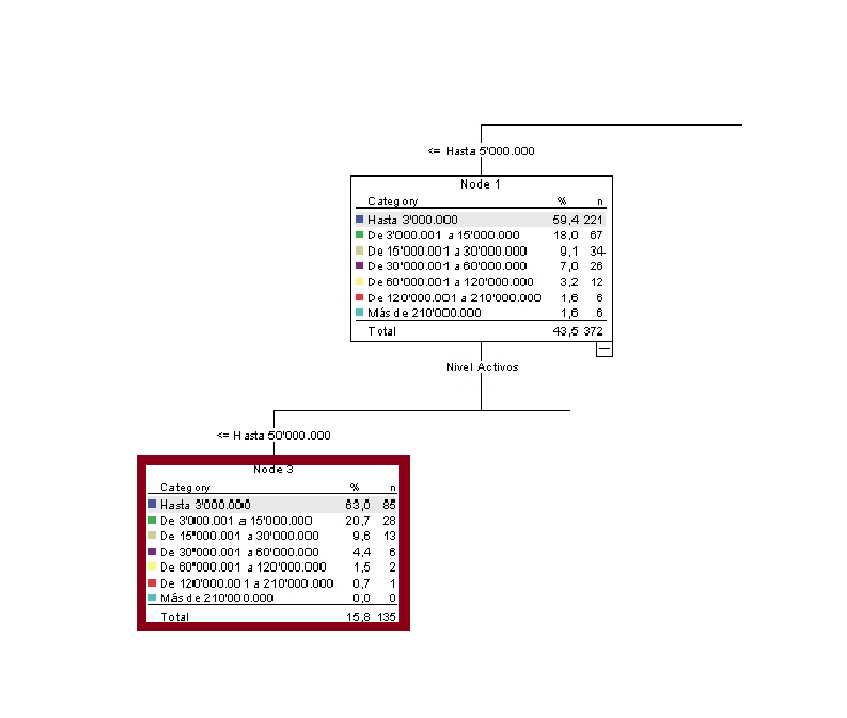 <= Hasta 5'000.000
Node 1
Category % n
Hasta 3'000.000 59,4 221
De 3'000.001 a 15'000.000 18,0 67
De 15'000.001 a 30'000.000 9,1 34
De 30'000.001 a 60'000.000 7,0 26
De 60'000.001 a 120'000.000 3,2 12
De 120'000.001 a 210'000.000 1,6 6
Más de 210'000.000 1,6 6
Total 43,5 372
Nivel Activos
<= Hasta 50'000.000
Node 3
Category % n
Hasta 3'000.000 63,0 85
De 3'000.001 a 15'000.000 20,7 28
De 15'000.001 a 30'000.000 9,6 13
De 30'000.001 a 60'000.000 4,4 6
De 60'000.001 a 120'000.000 1,5 2
De 120'000.001 a 210'000.000 0,7 1
Más de 210'000.000 0,0 0
Total 15,8 135